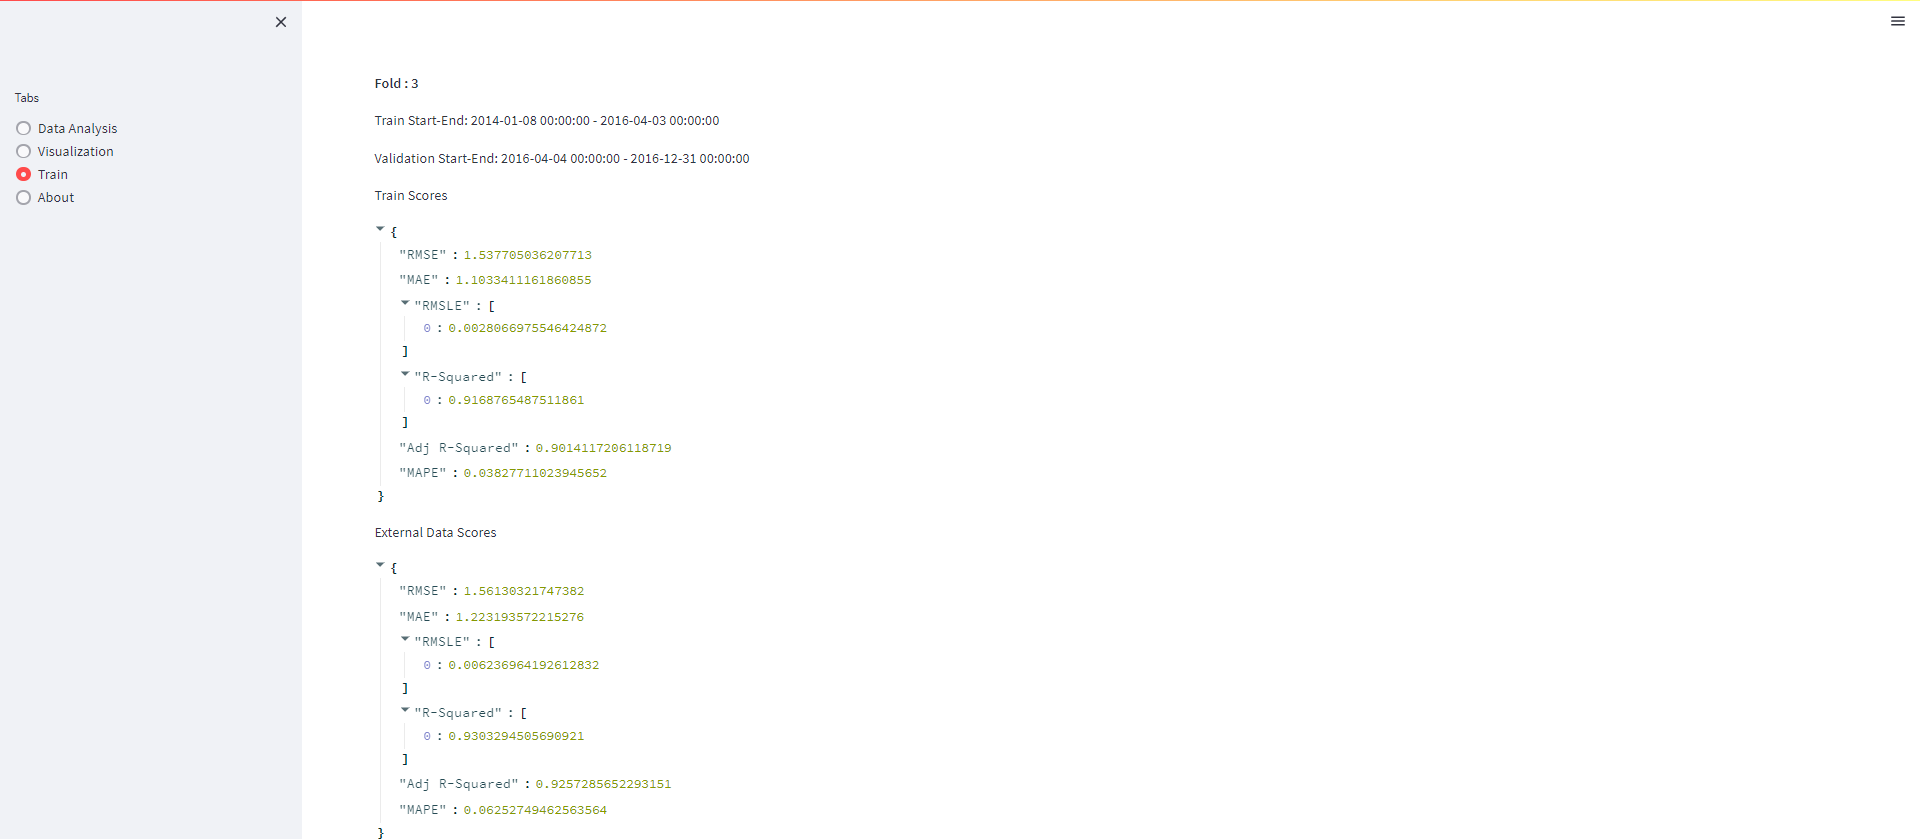 Tabs
Data Analysis
Visualization
Train
About
Fold : 3
Train Start-End: 2014-01-08 00:00:00 - 2016-04-03 00:00:00
Validation Start-End: 2016-04-04 00:00:00 - 2016-12-31 00:00:00
Train Scores
{
"RMSE" : 1.537705036207713
"MAE" : 1.1033411161860855
"RMSLE" : [
0 : 0.0028066975546424872
]
"R-Squared" : [
0 : 0.9168765487511861
]
"Adj R-Squared" : 0.9014117206118719
"MAPE" : 0.03827711023945652
}
External Data Scores
{
"RMSE" : 1.56130321747382
"MAE" : 1.223193572215276
"RMSLE" : [
0 : 0.006236964192612832
]
"R-Squared" : [
0 : 0.9303294505690921
]
"Adj R-Squared" : 0.9257285652293151
"MAPE" : 0.06252749462563564
}